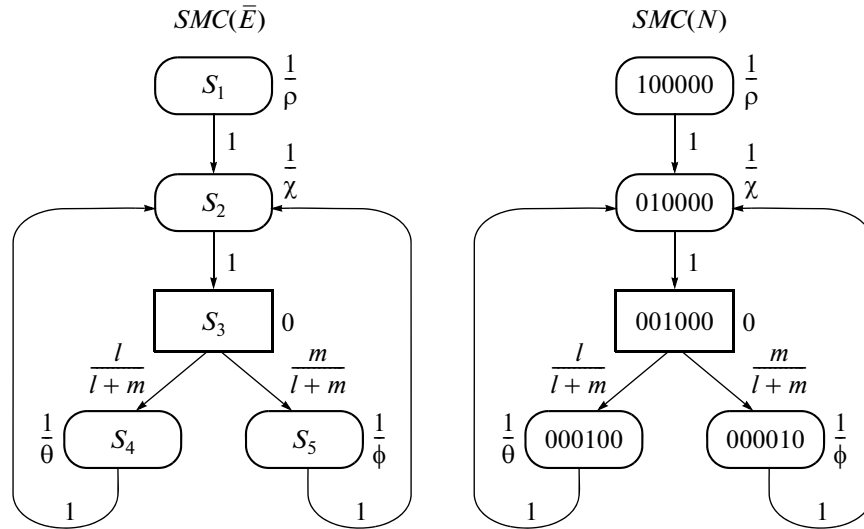 SMC(Ē) SMC(N)
S₁ 1/ρ 100000 1/ρ
1 1
S₂ 1/χ 010000 1/χ
1 1
S₃ 0 001000 0
l/(l + m) m/(l + m) l/(l + m) m/(l + m)
1/θ S₄ S₅ 1/ϕ 1/θ 000100 000010 1/ϕ
1 1 1 1